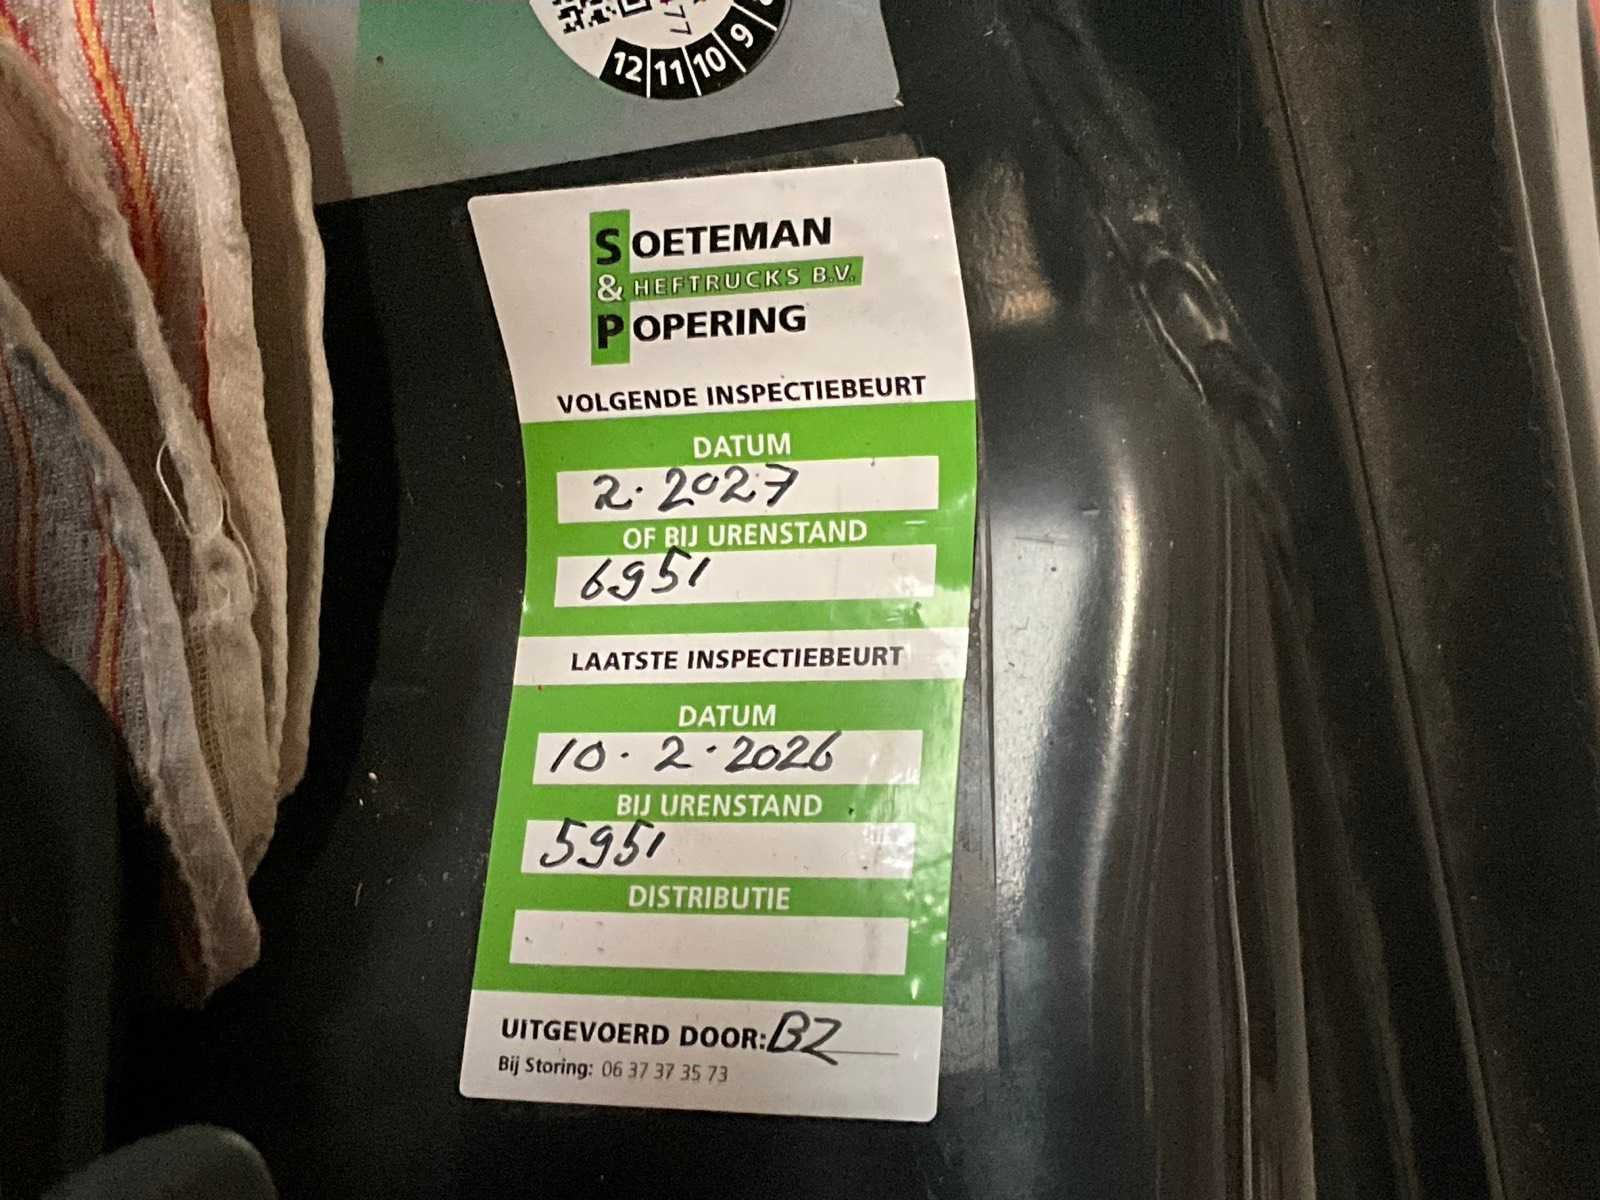 77
12 11 10 9
SOETEMAN
& HEFTRUCKS B.V.
POPERING
VOLGENDE INSPECTIEBEURT
DATUM
2.2027
OF BIJ URENSTAND
6951
LAATSTE INSPECTIEBEURT
DATUM
10.2.2026
BIJ URENSTAND
5951
DISTRIBUTIE
UITGEVOERD DOOR: BZ
Bij Storing: 06 37 37 35 73